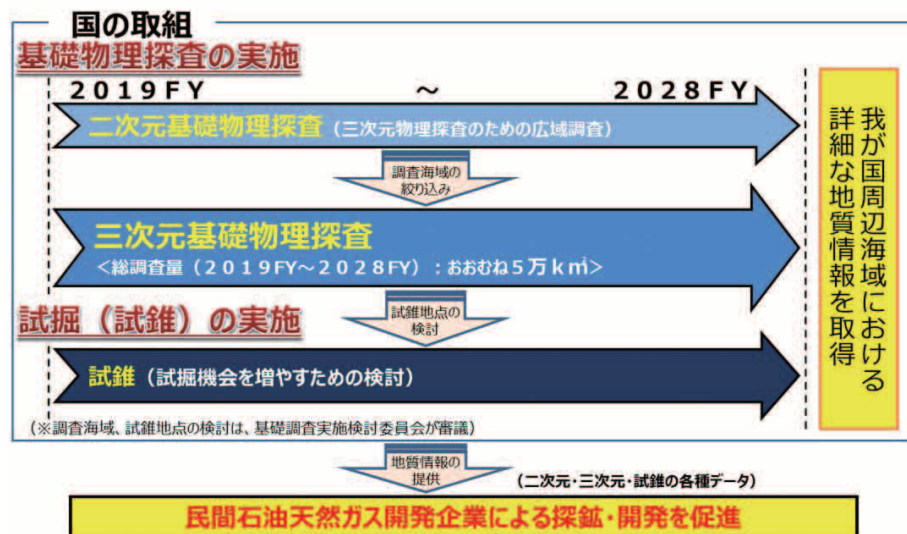 国の取組
基礎物理探査の実施
2019FY ～ 2028FY
二次元基礎物理探査（三次元物理探査のための広域調査）
調査海域の
絞り込み
三次元基礎物理探査
＜総調査量（2019FY～2028FY）：おおむね5万k㎡＞
試錐地点の
検討
試掘（試錐）の実施
試錐（試掘機会を増やすための検討）
（※調査海域、試錐地点の検討は、基礎調査実施検討委員会が審議）
我が国周辺海域における
詳細な地質情報を取得
地質情報の
提供
（二次元・三次元・試錐の各種データ）
民間石油天然ガス開発企業による探鉱・開発を促進